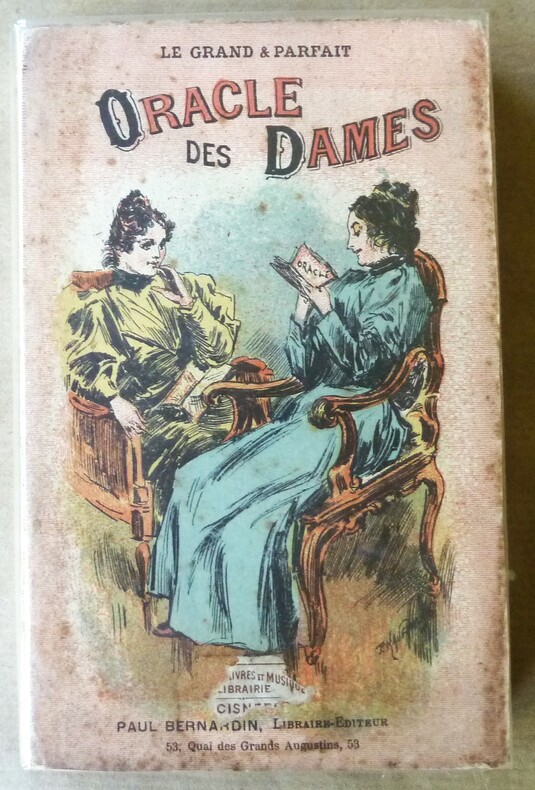 LE GRAND & PARFAIT
ORACLE
DES DAMES
ORACLE
LIVRES ET MUSIQUE
LIBRAIRIE
PAUL BERNARDIN, LIBRAIRE-EDITEUR
53, Quai des Grands Augustins, 53